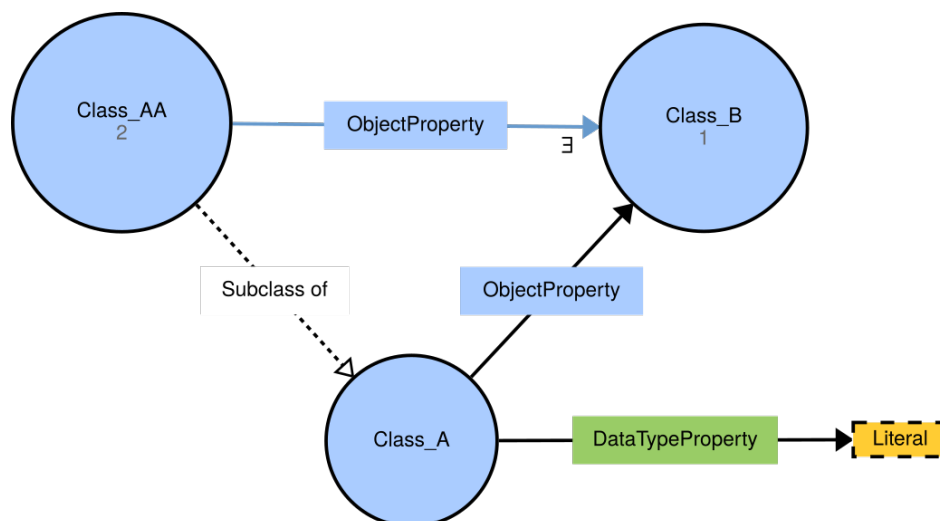 Class_AA
2
ObjectProperty
∃
Class_B
1
Subclass of
ObjectProperty
Class_A
DataTypeProperty
Literal